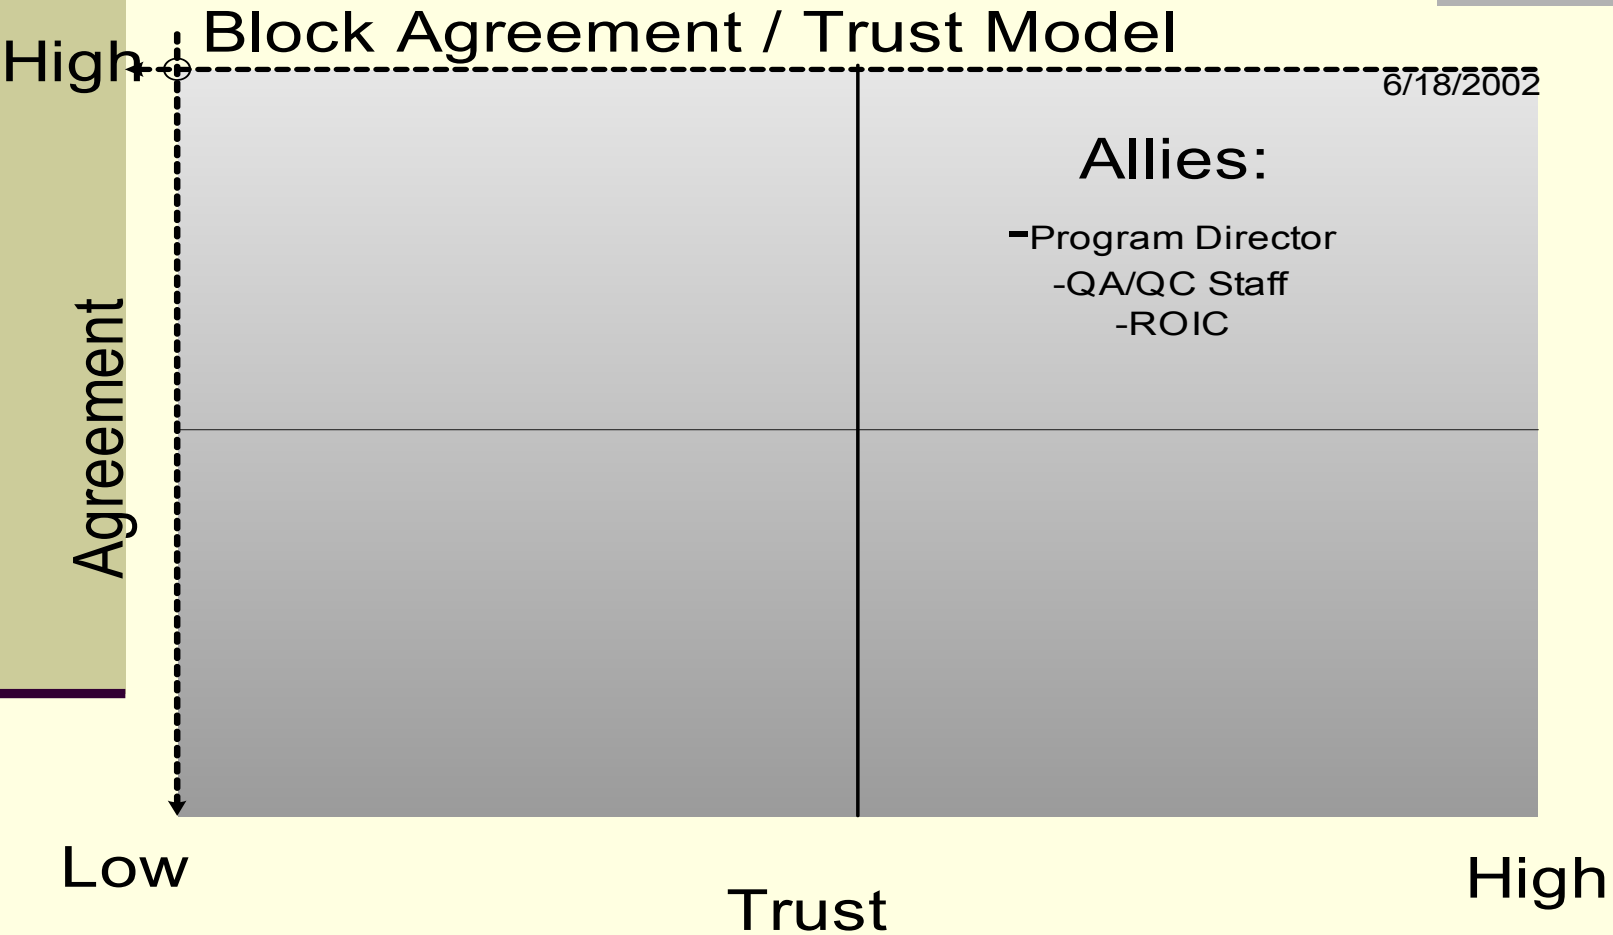 Block Agreement / Trust Model
High
6/18/2002
Allies:
-Program Director
-QA/QC Staff
-ROIC
Agreement
Low
High
Trust